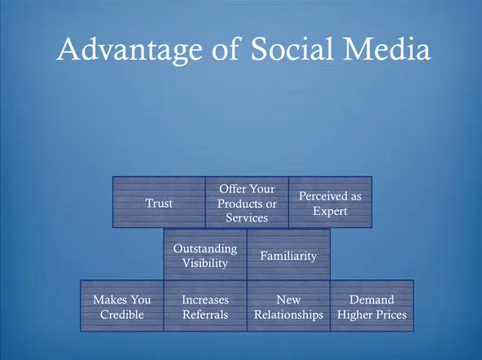 Advantage of Social Media
Trust
Offer Your
Products or
Services
Perceived as
Expert
Outstanding
Visibility
Familiarity
Makes You
Credible
Increases
Referrals
New
Relationships
Demand
Higher Prices